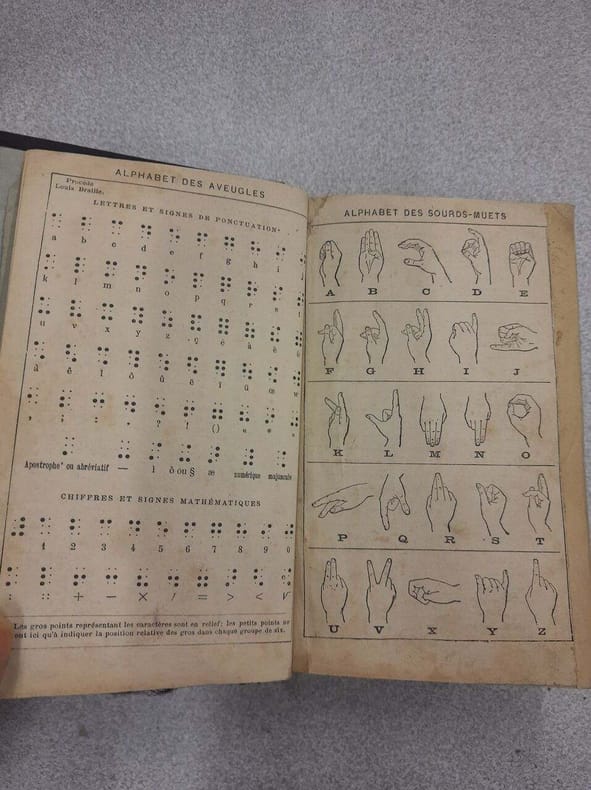 ALPHABET DES AVEUGLES
Procédé
Louis Braille.
LETTRES ET SIGNES DE PONCTUATION
a b c d e f g h i j
k l m n o p q r s t
u v x y z ç é à è
â ê î ô û ë ï ü œ w
, ; : . ? ! () « * »
Apostrophe ou abréviatif — ì ò ou § æ numérique majuscule
CHIFFRES ET SIGNES MATHÉMATIQUES
1 2 3 4 5 6 7 8 9 0
: :: + — × / = > < √
Les gros points représentant les caractères sont en relief; les petits points ne
ont ici qu'à indiquer la position relative des gros dans chaque groupe de six.
ALPHABET DES SOURDS-MUETS
A B C D E
F G H I J
K L M N O
P Q R S T
U V X Y Z